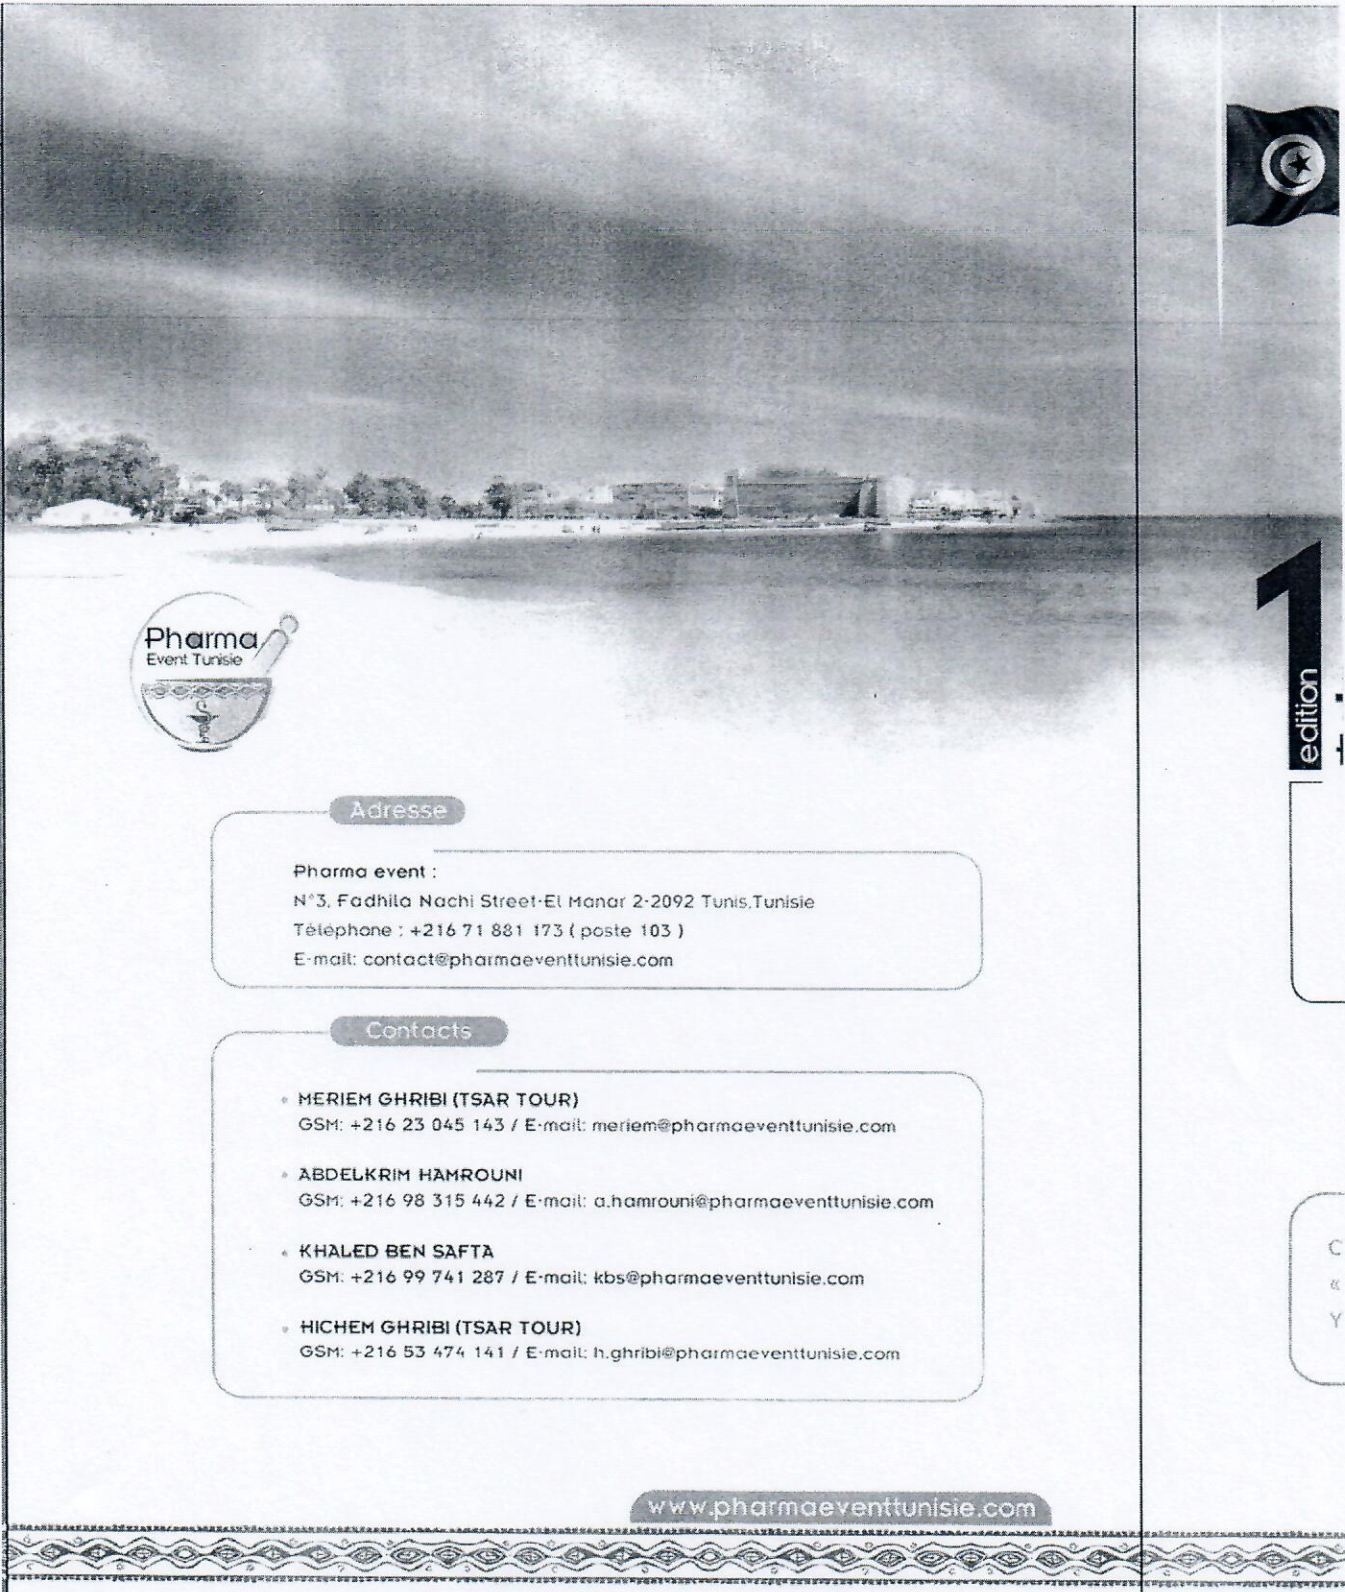 Pharma
Event Tunisie
1
edition
Adresse
Pharma event :
N°3, Fadhila Nachi Street-El Manar 2-2092 Tunis,Tunisie
Téléphone : +216 71 881 173 ( poste 103 )
E-mail: contact@pharmaeventtunisie.com
Contacts
MERIEM GHRIBI (TSAR TOUR)
GSM: +216 23 045 143 / E-mail: meriem@pharmaeventtunisie.com
ABDELKRIM HAMROUNI
GSM: +216 98 315 442 / E-mail: a.hamrouni@pharmaeventtunisie.com
KHALED BEN SAFTA
GSM: +216 99 741 287 / E-mail: kbs@pharmaeventtunisie.com
HICHEM GHRIBI (TSAR TOUR)
GSM: +216 53 474 141 / E-mail: h.ghribi@pharmaeventtunisie.com
C
«
Y
www.pharmaeventtunisie.com